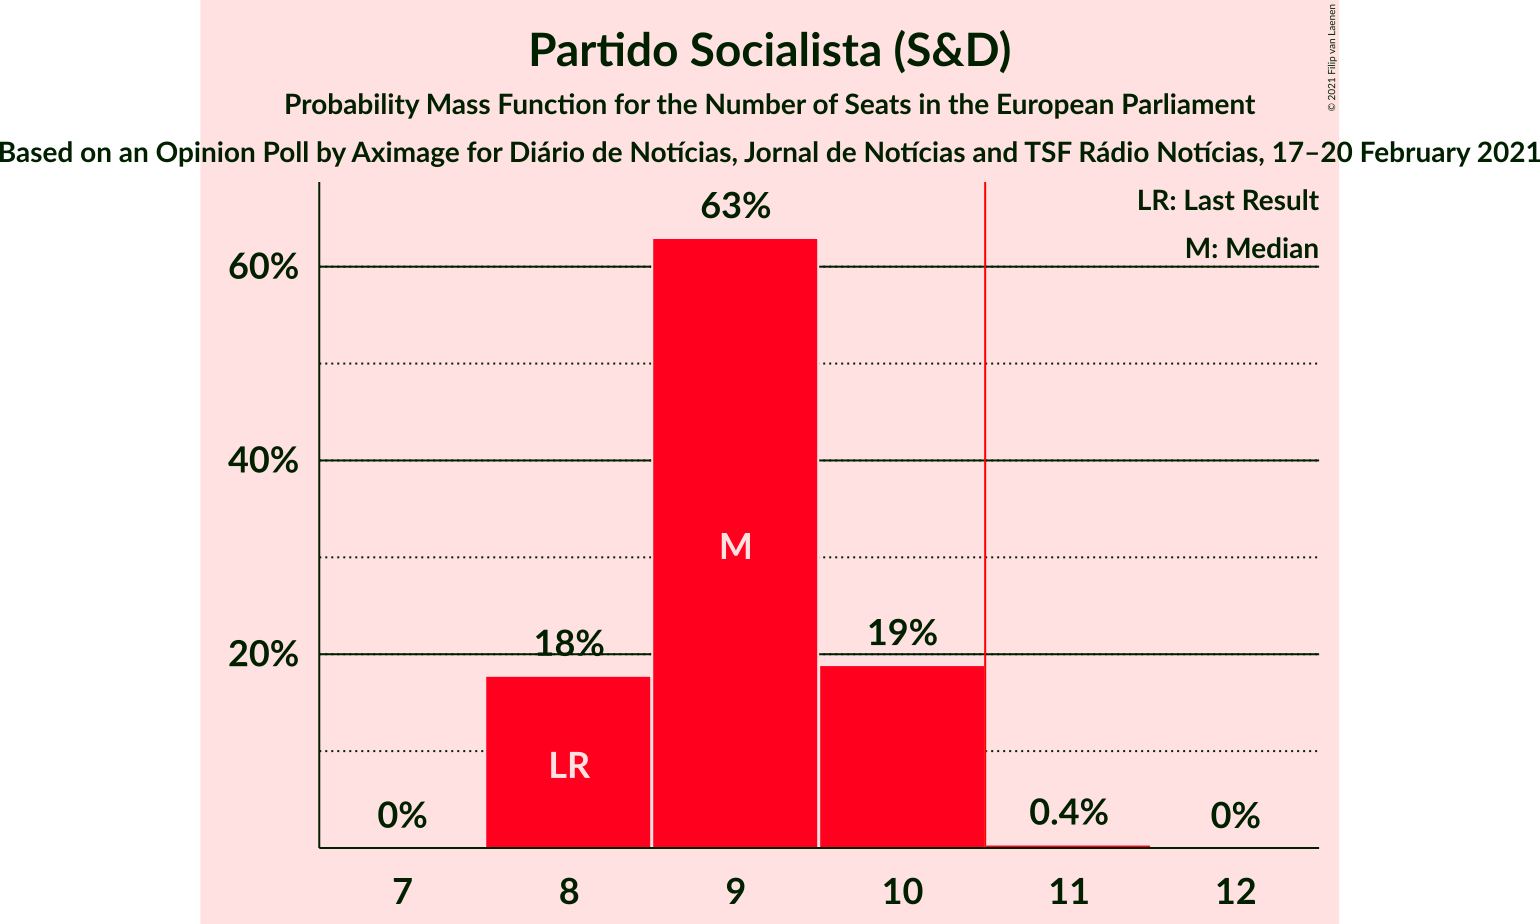 Partido Socialista (S&D)
Probability Mass Function for the Number of Seats in the European Parliament
Based on an Opinion Poll by Aximage for Diário de Notícias, Jornal de Notícias and TSF Rádio Notícias, 17–20 February 2021
© 2021 Filip van Laenen
LR: Last Result
M: Median
63%
60%
40%
M
20%
18%
19%
LR
0%
0.4%
0%
7 8 9 10 11 12